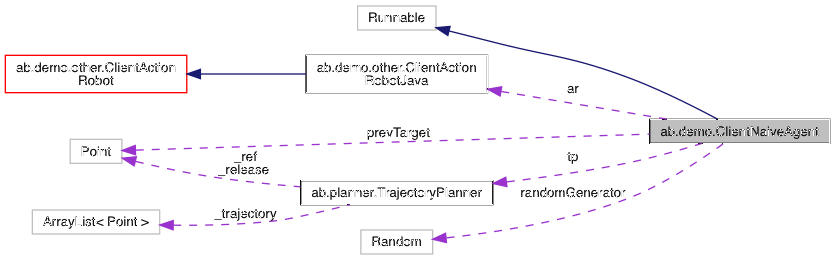 Runnable
ab.demo.other.ClientAction
Robot
ab.demo.other.ClientAction
RobotJava
ar
ab.demo.ClientNaiveAgent
prevTarget
Point
_ref
_release
tp
ab.planner.TrajectoryPlanner
randomGenerator
ArrayList< Point >
_trajectory
Random